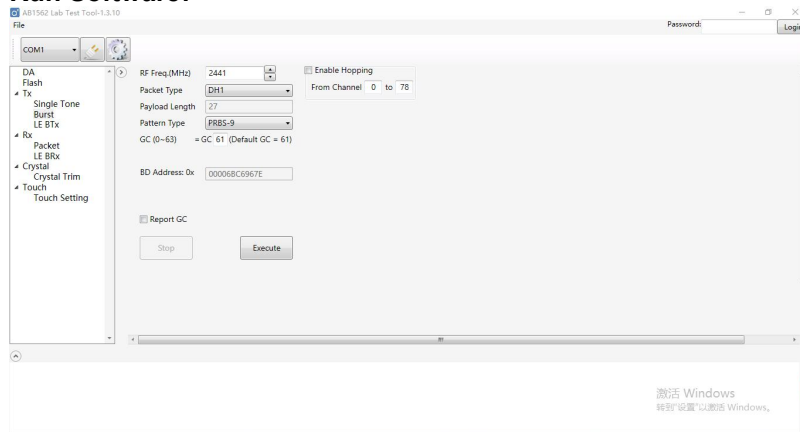 AB1562 Lab Test Tool-1.3.10
File
Password:
Login
COM1
DA
Flash
Tx
Single Tone
Burst
LE BTx
Rx
Packet
LE BRx
Crystal
Crystal Trim
Touch
Touch Setting
RF Freq.(MHz) 2441
Packet Type DH1
Payload Length 27
Pattern Type PRBS-9
GC (0~63) = GC 61 (Default GC = 61)
BD Address: 0x 00006BC6967E
Report GC
Stop Execute
Enable Hopping
From Channel 0 to 78
激活 Windows
转到"设置"以激活 Windows。